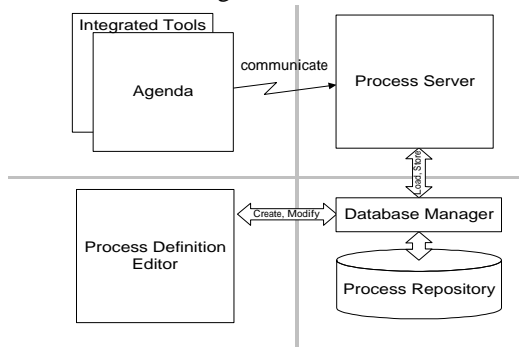 Integrated Tools
Agenda
communicate
Process Server
Load, Store
Process Definition
Editor
Create, Modify
Database Manager
Process Repository